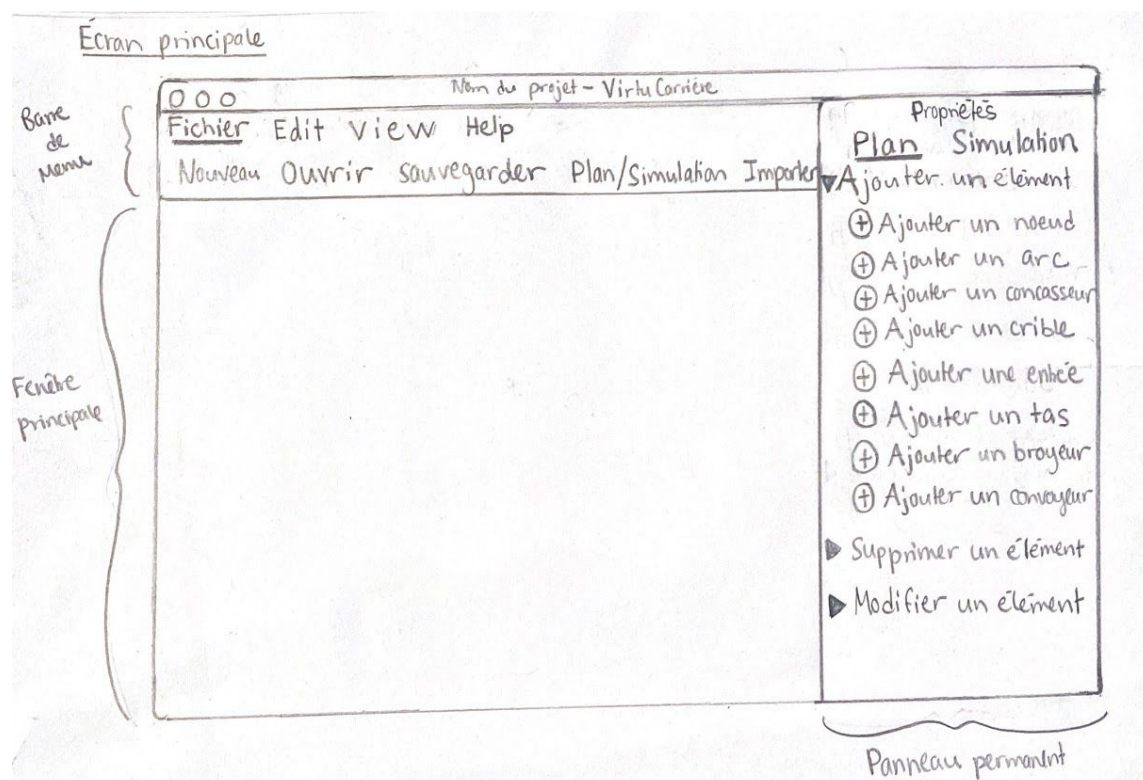 Écran principale
Nom du projet - VirtuCarrière
Barre
de
Menu
Fichier Edit View Help
Nouveau Ouvrir sauvegarder Plan/Simulation Importer
Propriétés
Plan Simulation
Ajouter un élément
Ajouter un noeud
Ajouter un arc
Ajouter un concasseur
Ajouter un crible
Ajouter une entrée
Ajouter un tas
Ajouter un broyeur
Ajouter un convoyeur
Supprimer un élément
Modifier un élément
Fenêtre
principale
Panneau permanent